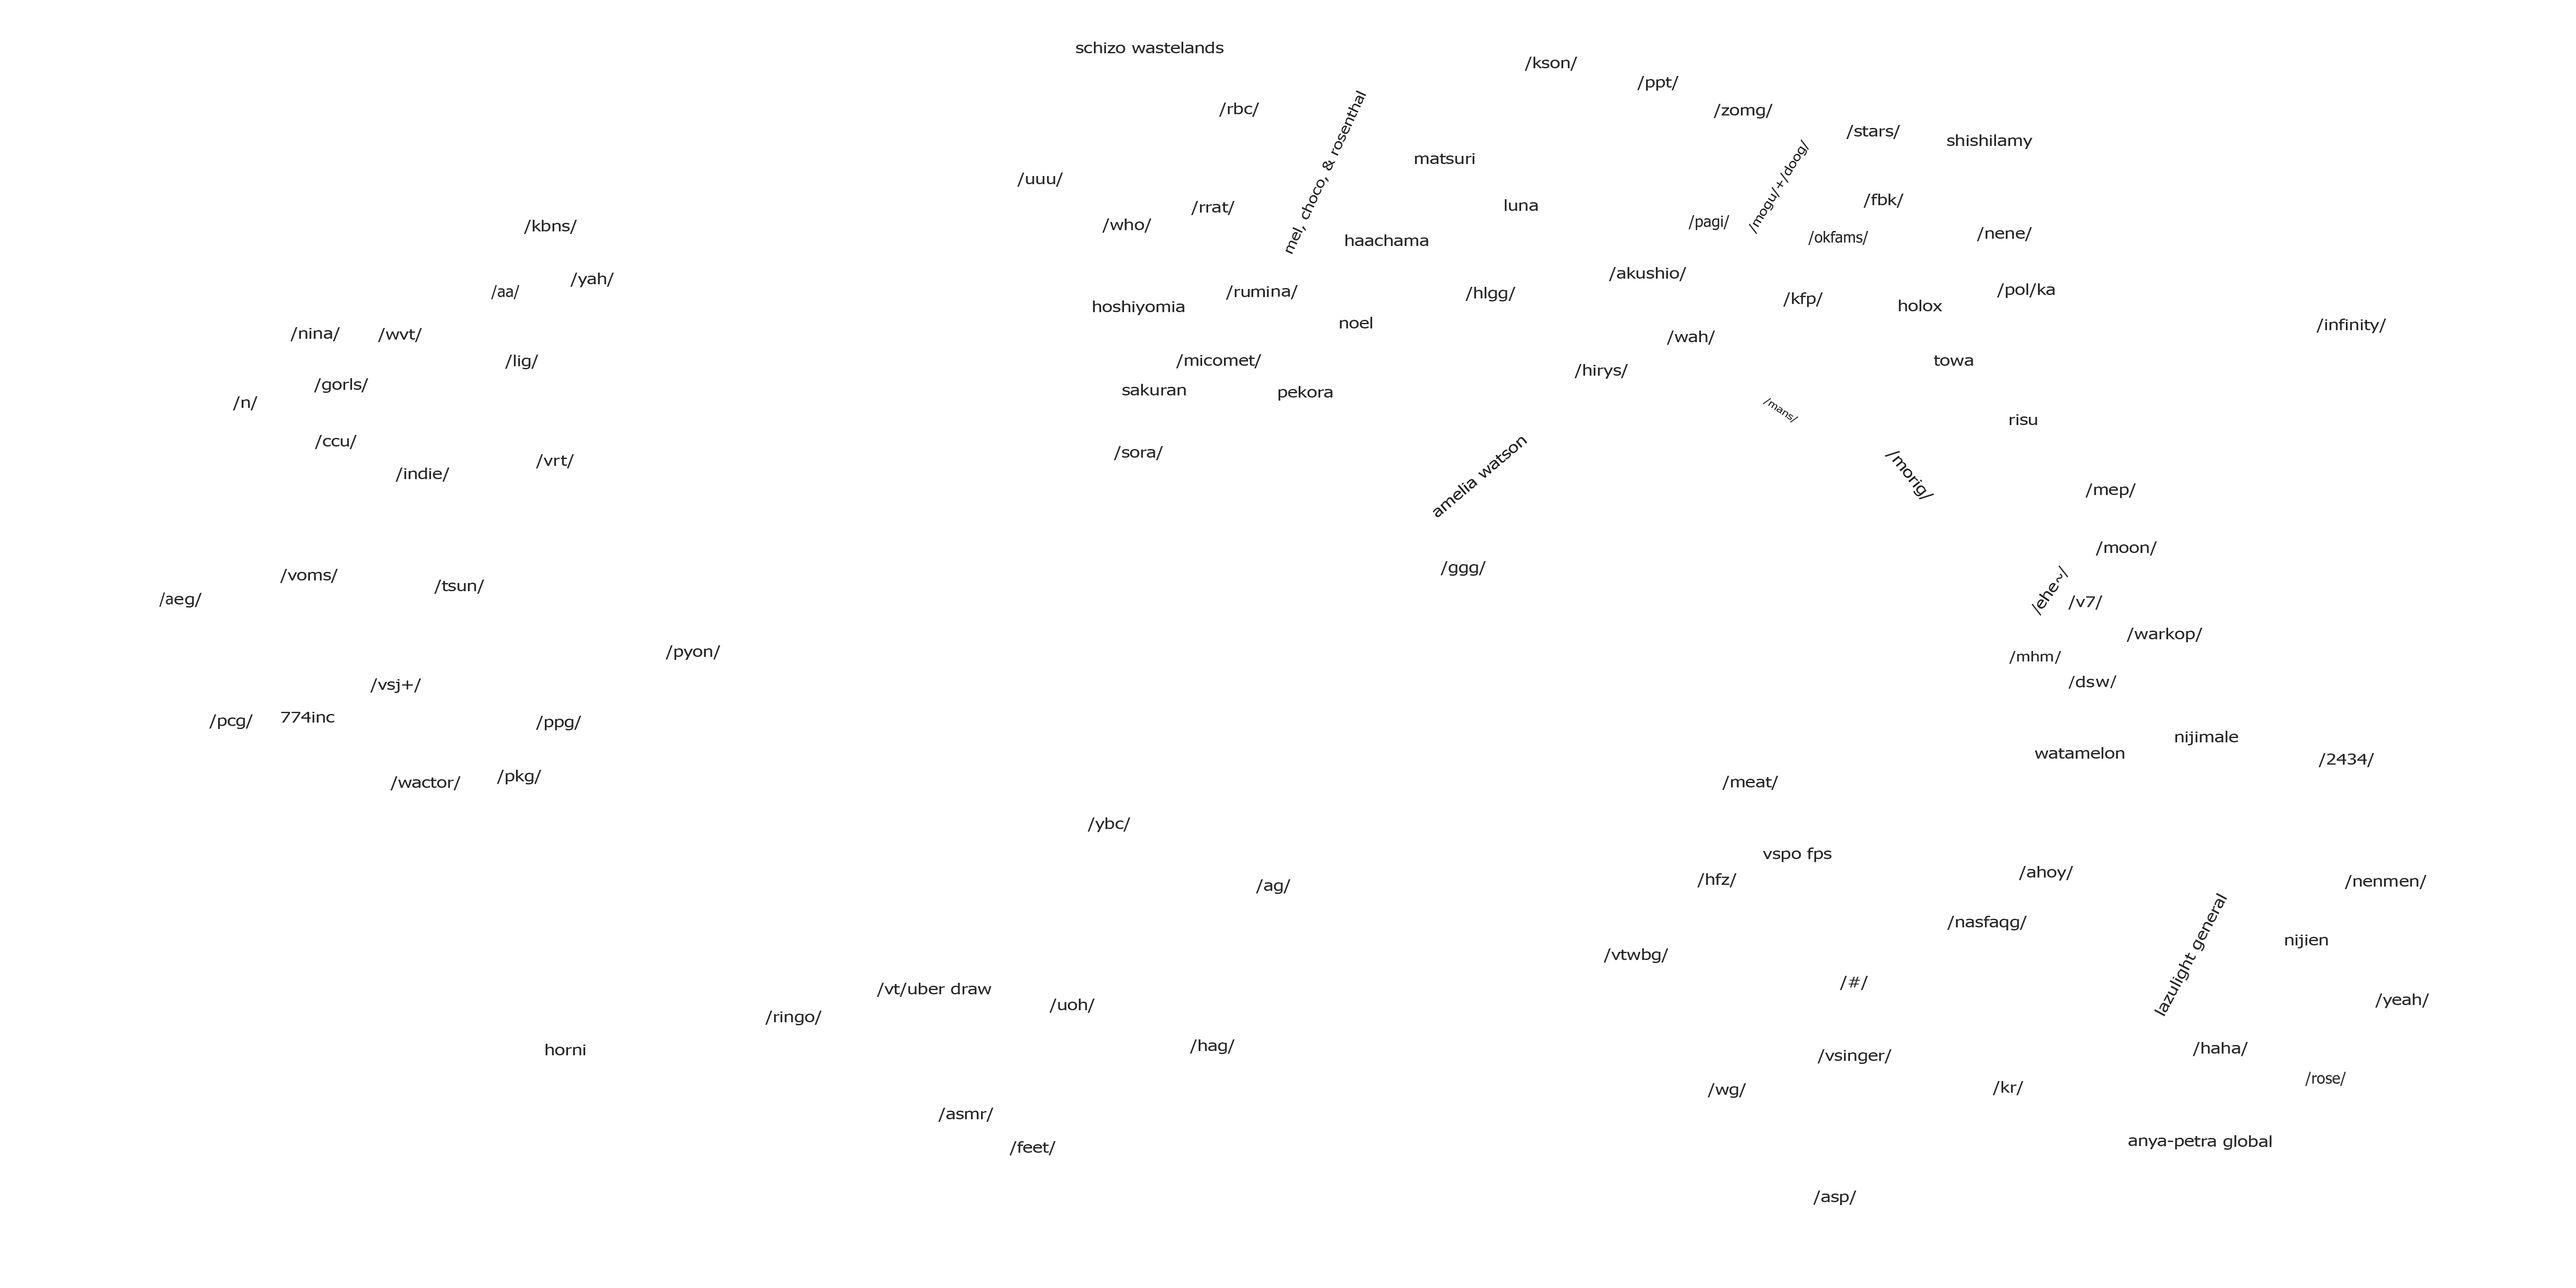 schizo wastelands
/kson/
/ppt/
/rbc/
/zomg/
/stars/
shishilamy
mel, choco, & rosenthal
matsuri
/uuu/
/mogu/+/doog/
/fbk/
luna
/rrat/
/who/
/pagi/
/kbns/
/nene/
/okfams/
haachama
/akushio/
/yah/
/aa/
/pol/ka
/rumina/
/hlgg/
/kfp/
holox
hoshiyomia
noel
/infinity/
/nina/
/wvt/
/wah/
/lig/
/micomet/
towa
/hirys/
/gorls/
sakuran
pekora
/n/
/mans/
risu
/ccu/
/sora/
/vrt/
/indie/
amelia watson
/morig/
/mep/
/moon/
/ggg/
/voms/
/tsun/
/ehe~/
/aeg/
/v7/
/warkop/
/pyon/
/mhm/
/dsw/
/vsj+/
774inc
/pcg/
/ppg/
nijimale
watamelon
/2434/
/pkg/
/wactor/
/meat/
/ybc/
vspo fps
/ahoy/
/hfz/
/nenmen/
/ag/
/nasfaqg/
nijien
lazulight general
/vtwbg/
/#/
/vt/uber draw
/yeah/
/uoh/
/ringo/
/hag/
/haha/
horni
/vsinger/
/rose/
/kr/
/wg/
/asmr/
anya-petra global
/feet/
/asp/